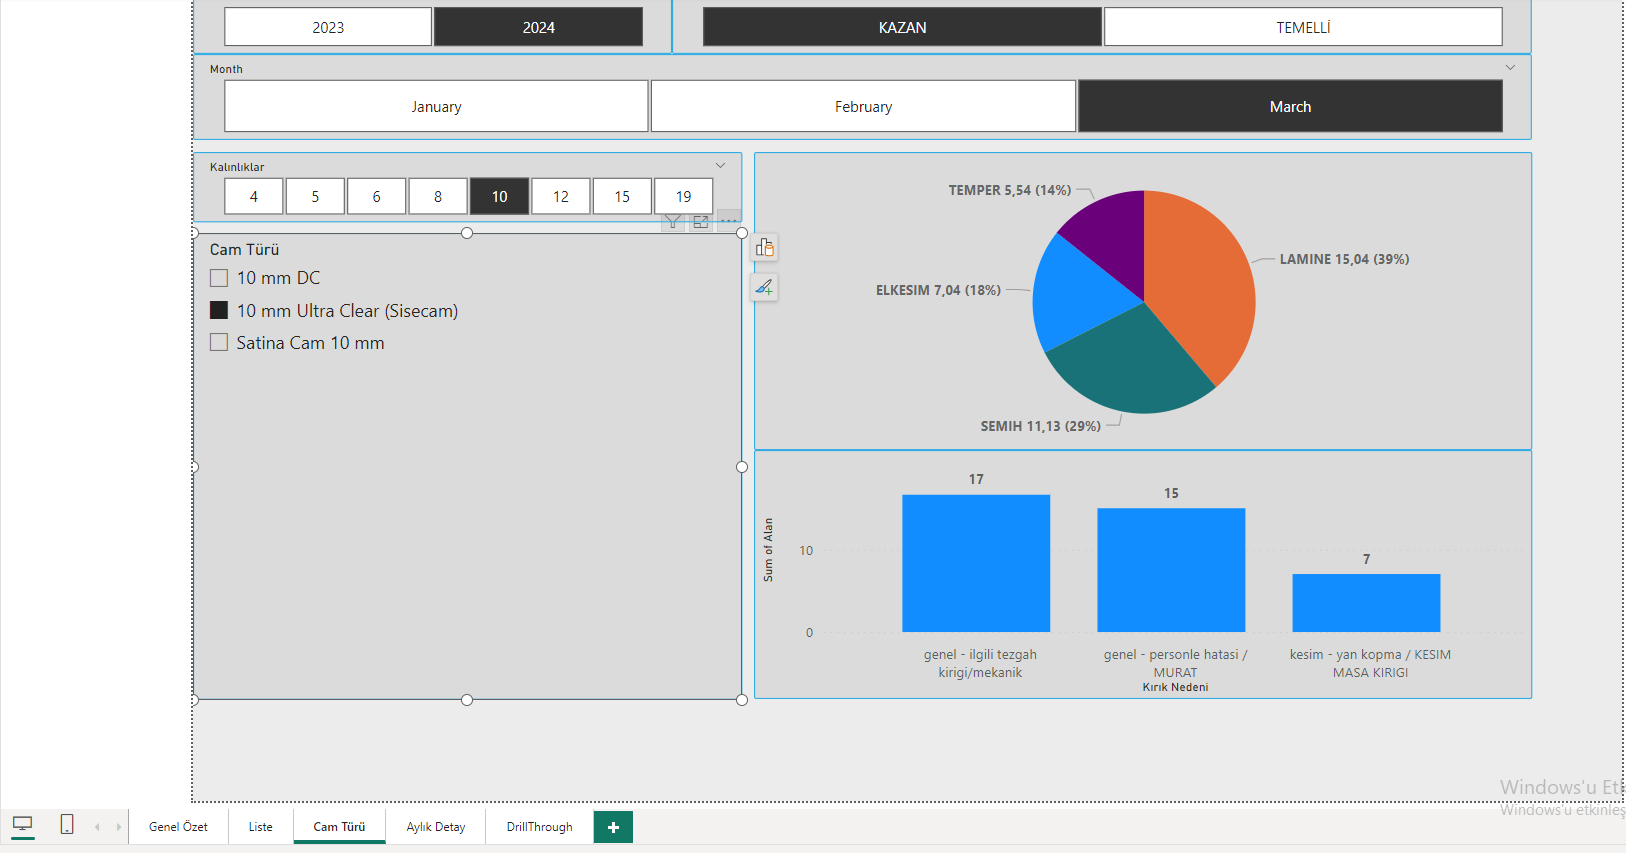 2023
2024
KAZAN
TEMELLİ
Month
January
February
March
Kalınlıklar
4
5
6
8
10
12
15
19
Cam Türü
10 mm DC
10 mm Ultra Clear (Sisecam)
Satina Cam 10 mm
TEMPER 5,54 (14%)
LAMINE 15,04 (39%)
ELKESIM 7,04 (18%)
SEMIH 11,13 (29%)
Sum of Alan
10
0
17
15
7
genel - ilgili tezgah
kirigi/mekanik
genel - personle hatasi /
MURAT
kesim - yan kopma / KESIM
MASA KIRIGI
Kırık Nedeni
Windows'u Etk
Windows'u etkinleş
Genel Özet
Liste
Cam Türü
Aylık Detay
DrillThrough